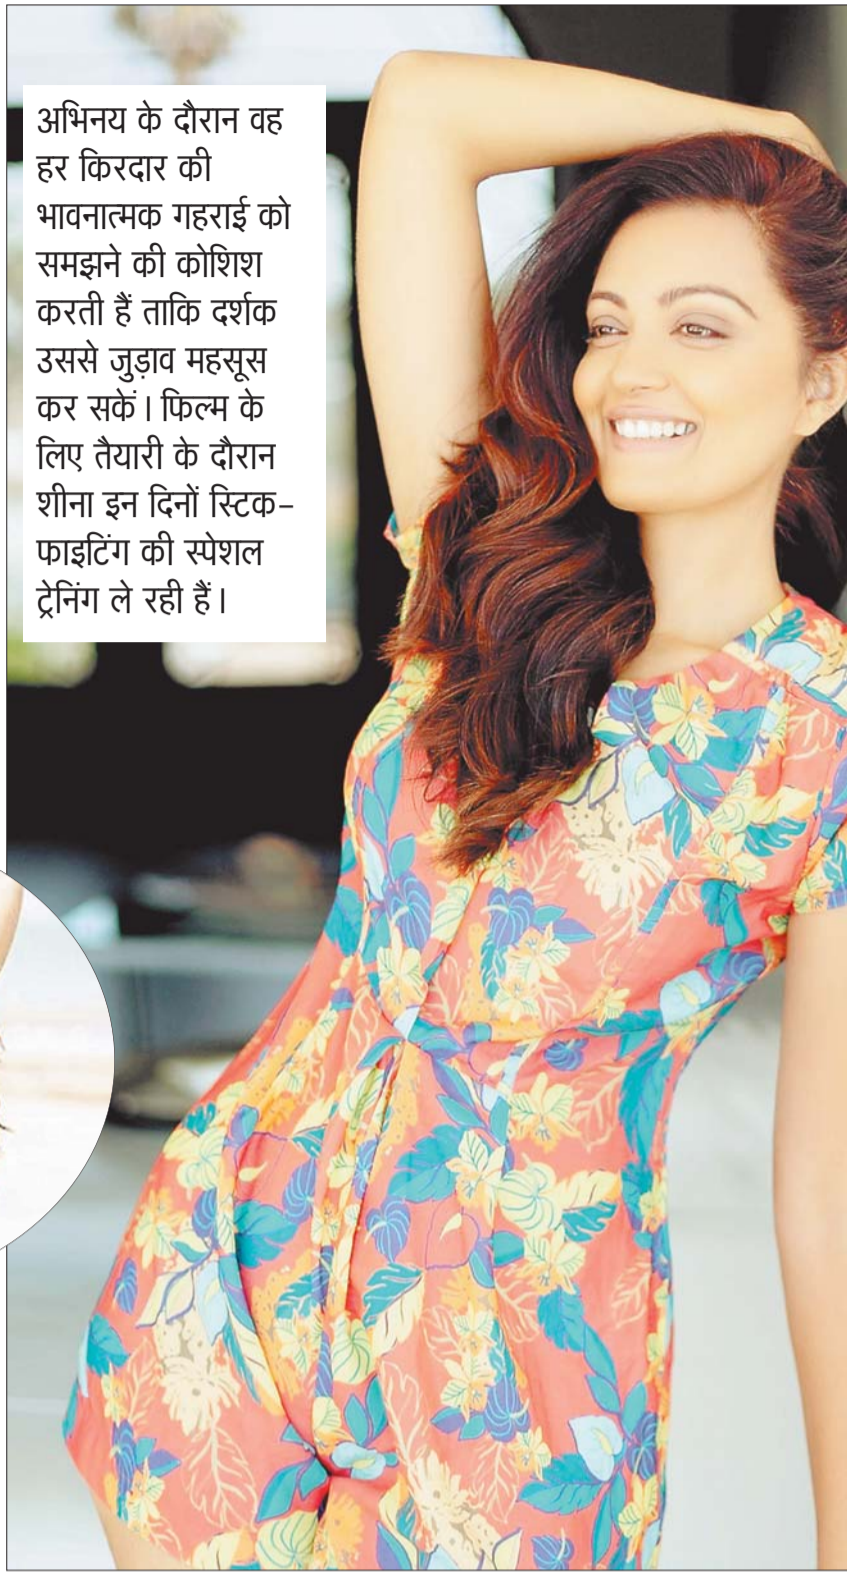 अभिनय के दौरान वह
हर किरदार की
भावनात्मक गहराई को
समझने की कोशिश
करती हैं ताकि दर्शक
उससे जुड़ाव महसूस
कर सकें। फिल्म के
लिए तैयारी के दौरान
शीना इन दिनों स्टिक-
फाइटिंग की स्पेशल
ट्रेनिंग ले रही हैं।